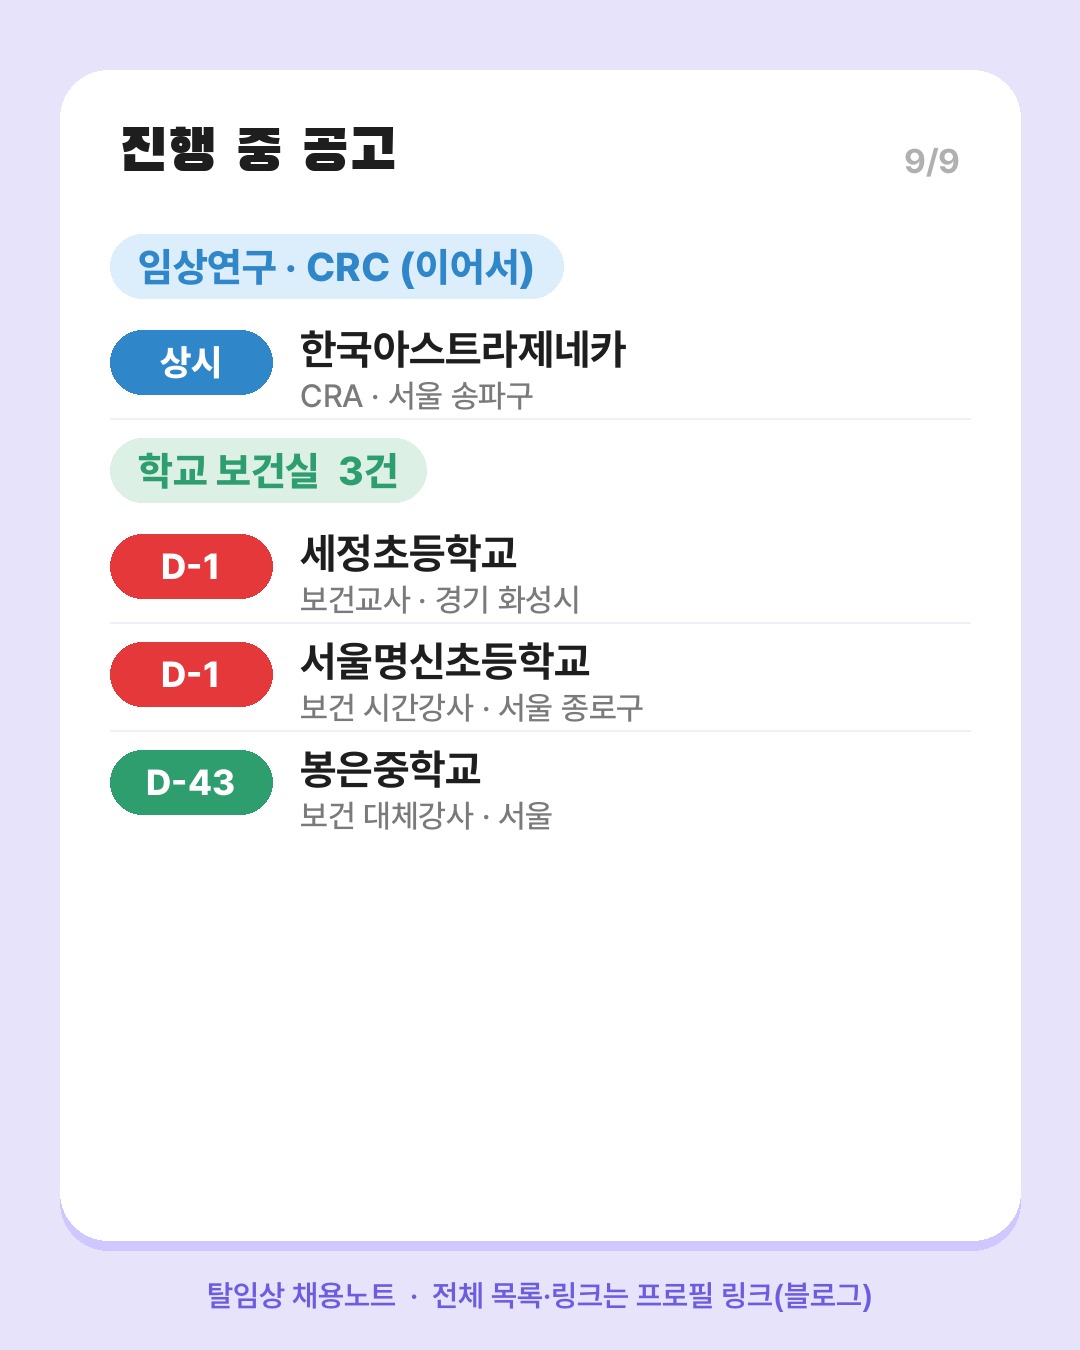 진행 중 공고
9/9
임상연구 · CRC (이어서)
상시
한국아스트라제네카
CRA · 서울 송파구
학교 보건실 3건
D-1
세정초등학교
보건교사 · 경기 화성시
D-1
서울명신초등학교
보건 시간강사 · 서울 종로구
D-43
봉은중학교
보건 대체강사 · 서울
탈임상 채용노트 · 전체 목록·링크는 프로필 링크(블로그)